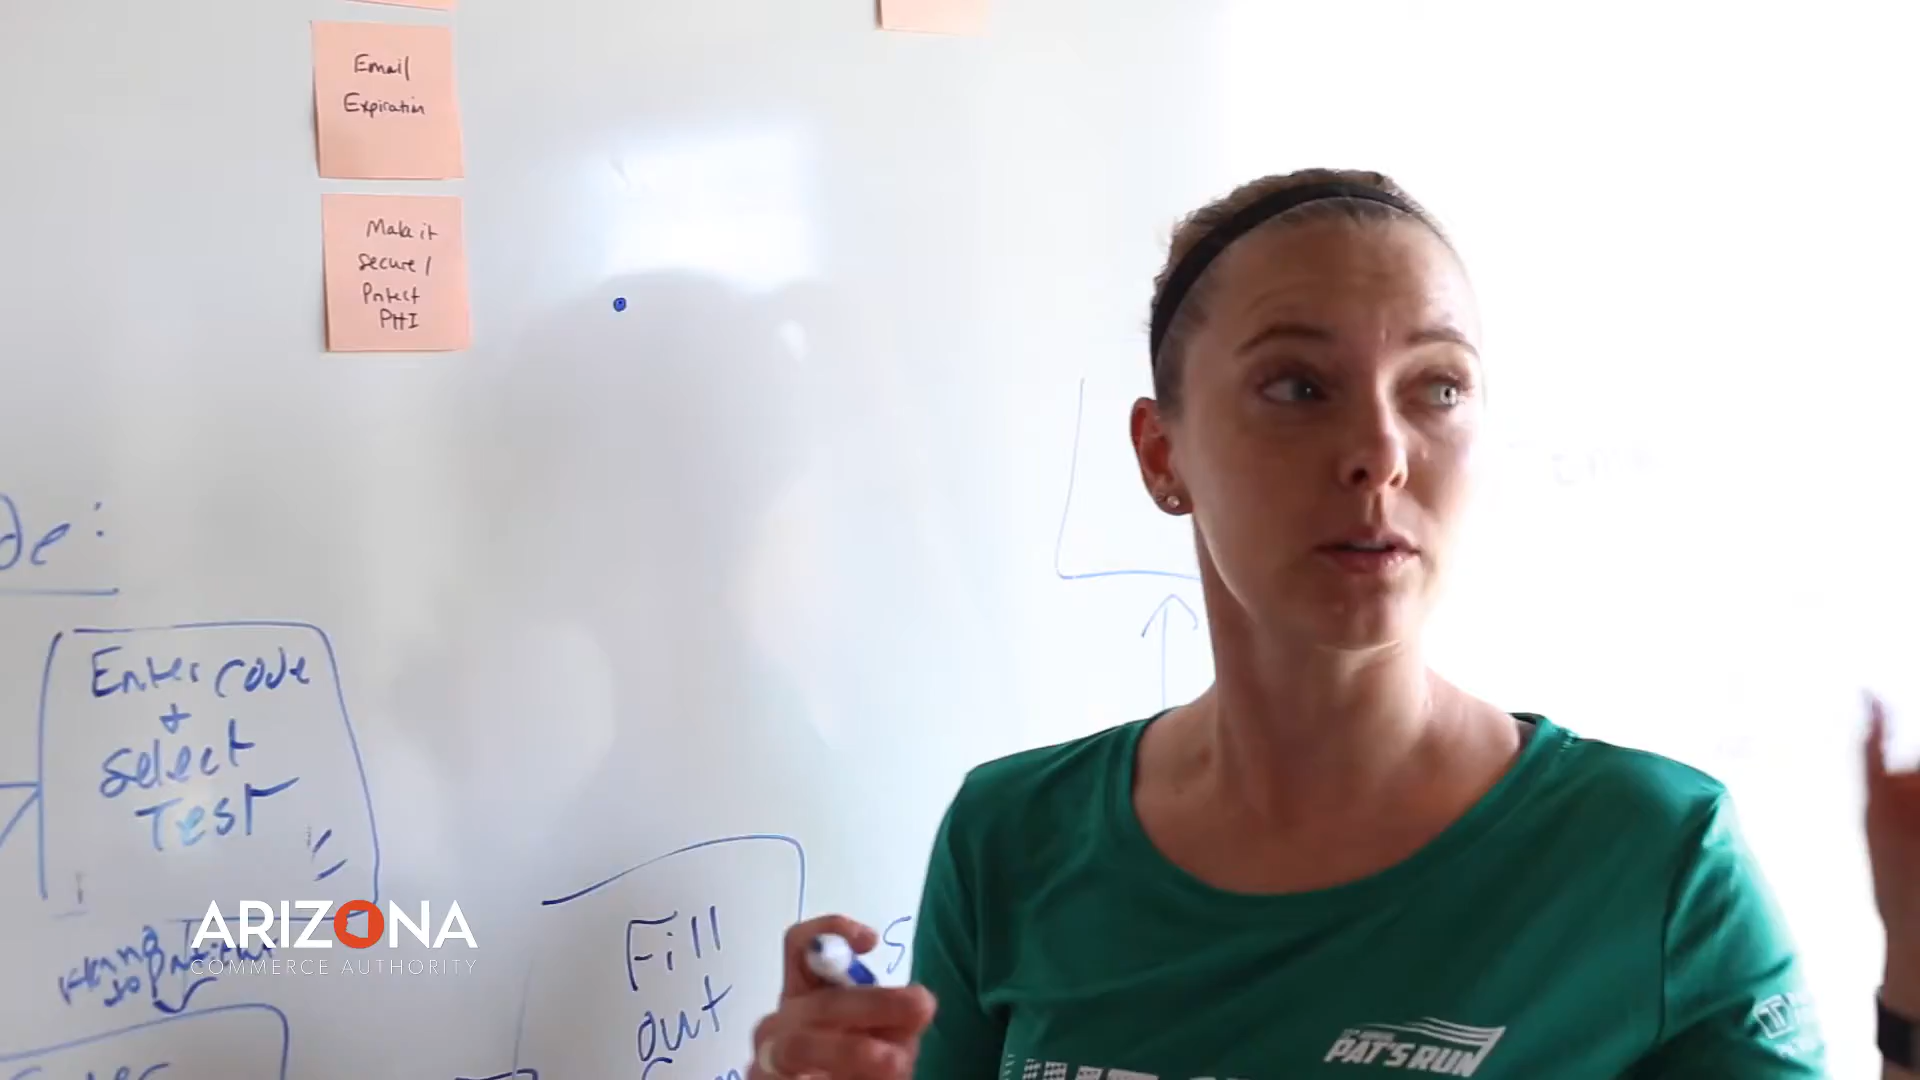 Email
Expiration
Make it
secure /
Protect
PHI
de:
Enter code
+
select
Test
ARIZONA
COMMERCE AUTHORITY
Fill
out
PAT'S RUN